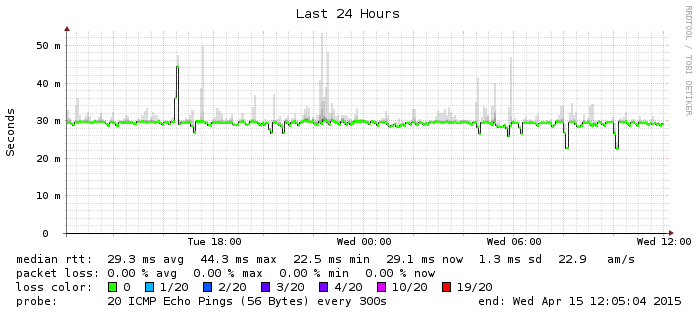 Last 24 Hours
RRDTOOL / TOBI OETIKER
Seconds
50 m
40 m
30 m
20 m
10 m
0
Tue 18:00 Wed 00:00 Wed 06:00 Wed 12:00
median rtt: 29.3 ms avg 44.3 ms max 22.5 ms min 29.1 ms now 1.3 ms sd 22.9 am/s
packet loss: 0.00 % avg 0.00 % max 0.00 % min 0.00 % now
loss color: 0 1/20 2/20 3/20 4/20 10/20 19/20
probe: 20 ICMP Echo Pings (56 Bytes) every 300s end: Wed Apr 15 12:05:04 2015